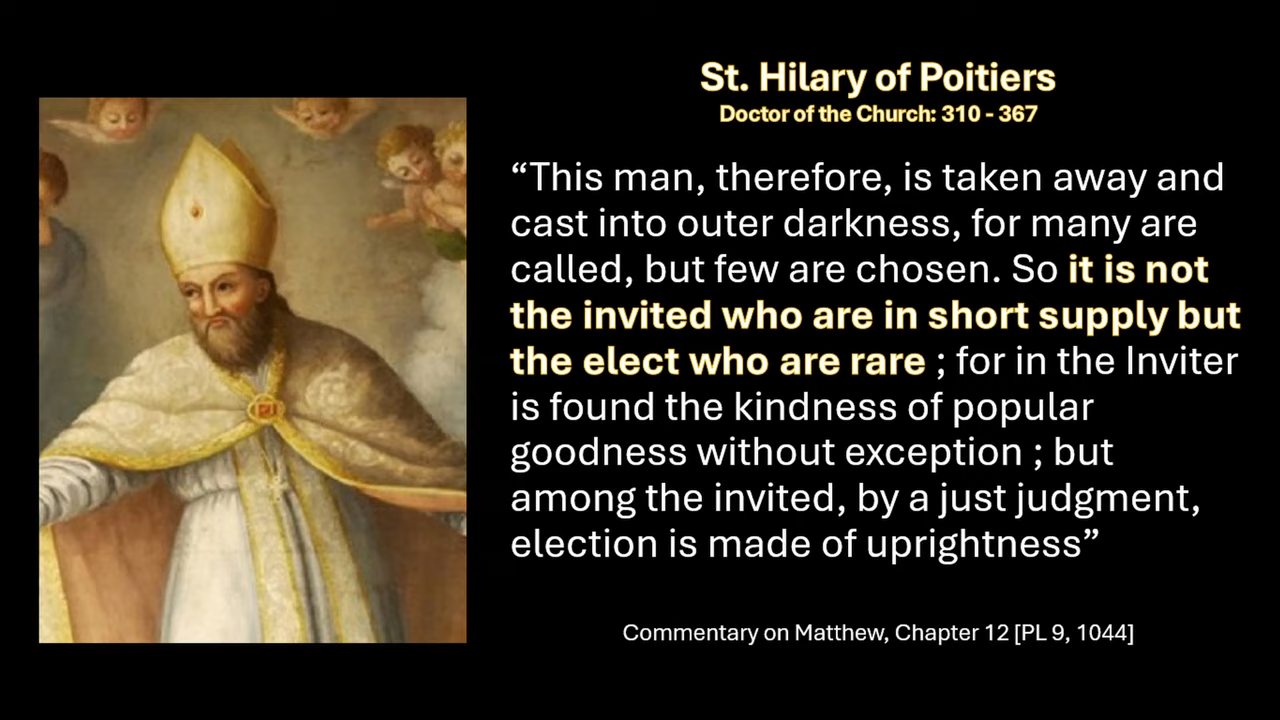 St. Hilary of Poitiers
Doctor of the Church: 310 - 367
“This man, therefore, is taken away and
cast into outer darkness, for many are
called, but few are chosen. So it is not
the invited who are in short supply but
the elect who are rare ; for in the Inviter
is found the kindness of popular
goodness without exception ; but
among the invited, by a just judgment,
election is made of uprightness”
Commentary on Matthew, Chapter 12 [PL 9, 1044]